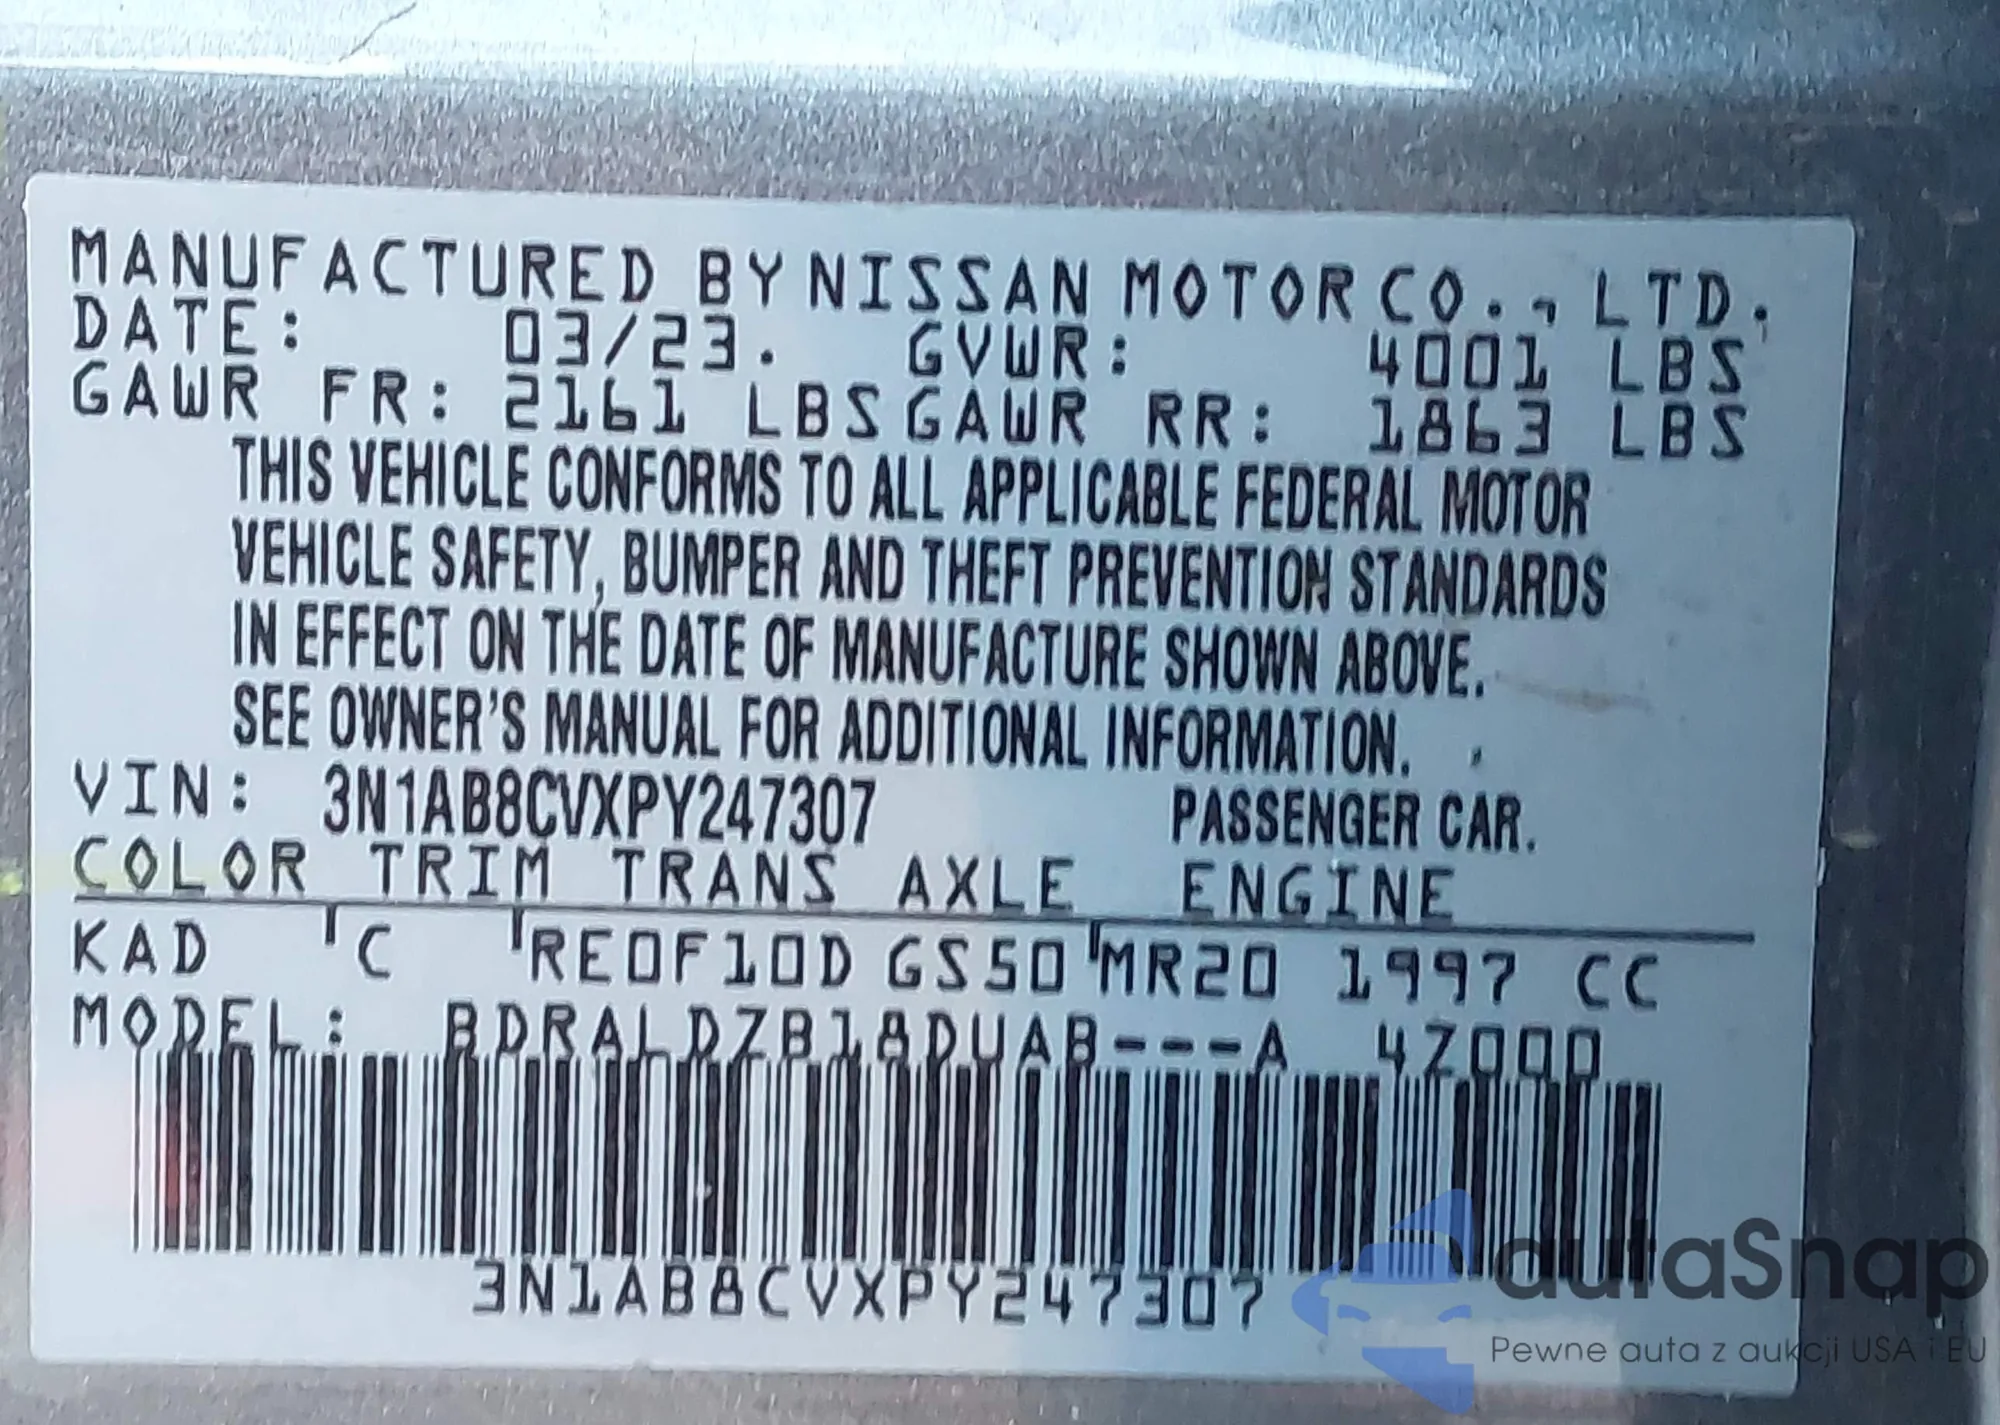 MANUFACTURED BY NISSAN MOTOR CO., LTD.
DATE: 03/23. GVWR: 4001 LBS
GAWR FR: 2161 LBS GAWR RR: 1863 LBS
THIS VEHICLE CONFORMS TO ALL APPLICABLE FEDERAL MOTOR
VEHICLE SAFETY, BUMPER AND THEFT PREVENTION STANDARDS
IN EFFECT ON THE DATE OF MANUFACTURE SHOWN ABOVE.
SEE OWNER'S MANUAL FOR ADDITIONAL INFORMATION.
VIN: 3N1AB8CVXPY247307 PASSENGER CAR.
COLOR TRIM TRANS AXLE ENGINE
KAD C RE0F10D GS50 MR20 1997 CC
MODEL: BDRALDZB18DUAB---A 4Z000
3N1AB8CVXPY247307
autaSnap
Pewne auta z aukcji USA i EU